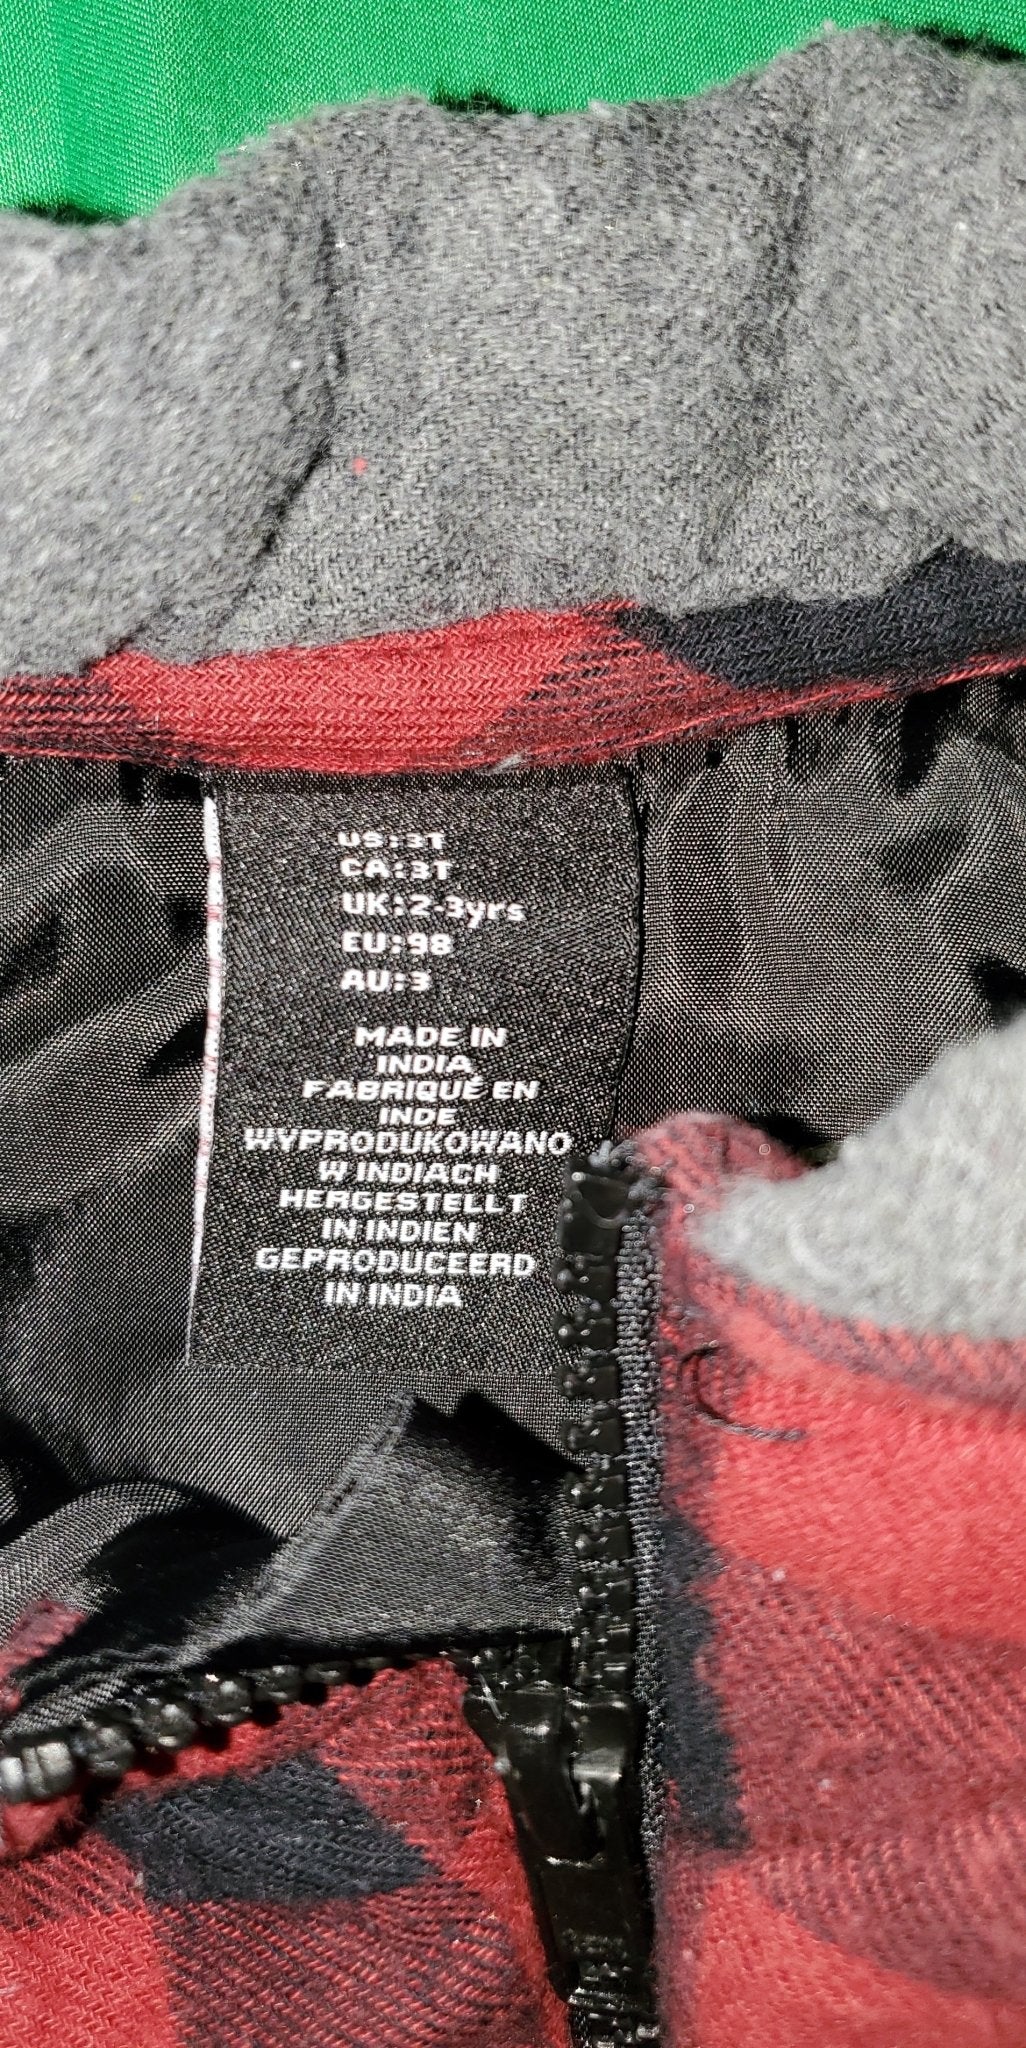 US:3T
CA:3T
UK:2-3yrs
EU:98
AU:3
MADE IN
INDIA
FABRIQUÉ EN
INDE
WYPRODUKOWANO
W INDIACH
HERGESTELLT
IN INDIEN
GEPRODUCEERD
IN INDIA